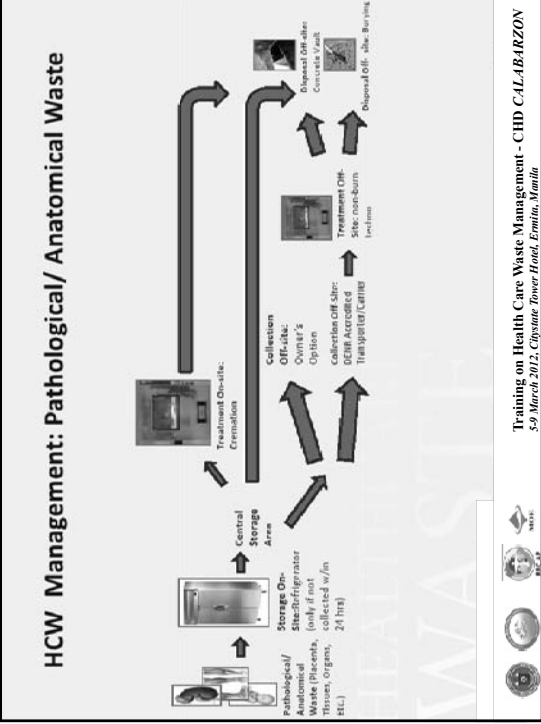 HCW Management: Pathological/ Anatomical Waste
Pathological/
Anatomical
Waste (Placenta,
Tissues, Organs,
Etc.)
Storage On-
Site:Refrigerator
(only if not
collected w/in
24 hrs)
Central
Storage
Area
Treatment On-site:
Cremation
Collection
Off-site:
Owner's
Option
Collection Off Site:
DENR Accredited
Transporter/Carrier
Treatment Off-
Site: non-burn
techno
Disposal Off-site:
Concrete Vault
Disposal Off- site: Burying
WASTE
Training on Health Care Waste Management - CHD CALABARZON
5-9 March 2012, Citystate Tower Hotel, Ermita, Manila